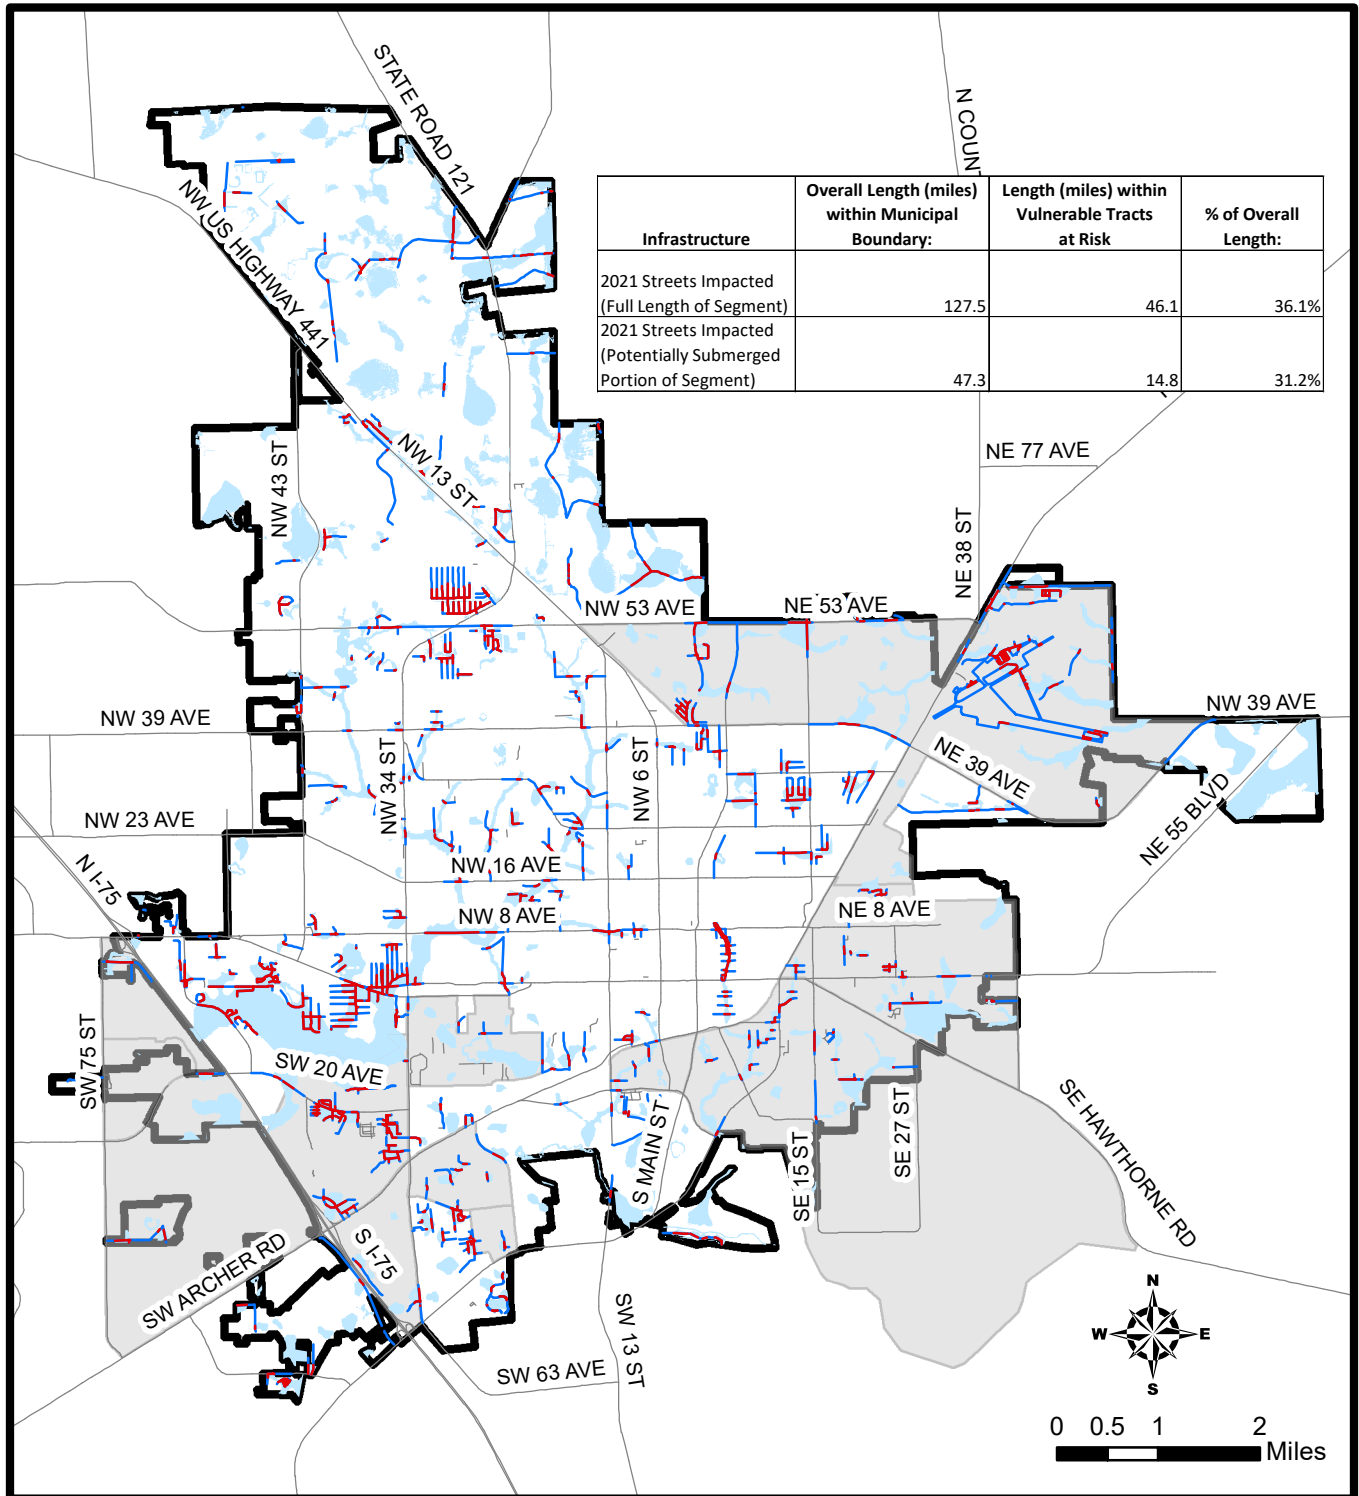 STATE ROAD 121
N COUN
Overall Length (miles) Length (miles) within
within Municipal Vulnerable Tracts % of Overall
Infrastructure Boundary: at Risk Length:
2021 Streets Impacted
(Full Length of Segment) 127.5 46.1 36.1%
2021 Streets Impacted
(Potentially Submerged
Portion of Segment) 47.3 14.8 31.2%
NW US HIGHWAY 441
NW 13 ST
NW 43 ST
NE 77 AVE
NE 38 ST
NW 53 AVE
NE 53 AVE
NW 39 AVE
NW 39 AVE
NW 34 ST
NW 6 ST
NE 39 AVE
NE 55 BLVD
NW 23 AVE
N I-75
NW 16 AVE
NW 8 AVE
NE 8 AVE
SW 75 ST
SW 20 AVE
S MAIN ST
SE 15 ST
SE 27 ST
SE HAWTHORNE RD
SW ARCHER RD
S I-75
SW 13 ST
SW 63 AVE
N
W E
S
0 0.5 1 2
Miles